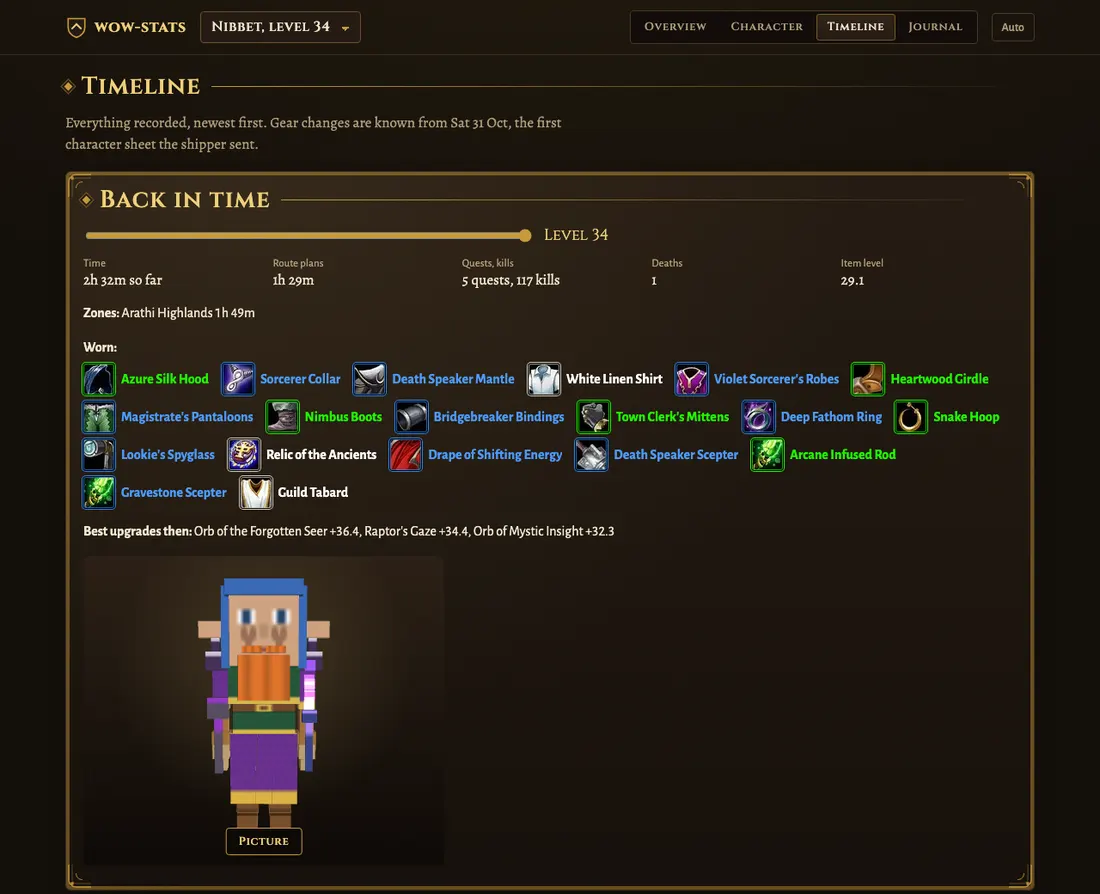 WOW-STATS
NIBBET, LEVEL 34
OVERVIEW
CHARACTER
TIMELINE
JOURNAL
Auto
TIMELINE
Everything recorded, newest first. Gear changes are known from Sat 31 Oct, the first
character sheet the shipper sent.
BACK IN TIME
LEVEL 34
Time
Route plans
Quests, kills
Deaths
Item level
2h 32m so far
1h 29m
5 quests, 117 kills
1
29.1
Zones: Arathi Highlands 1h 49m
Worn:
Azure Silk Hood Sorcerer Collar Death Speaker Mantle White Linen Shirt Violet Sorcerer's Robes Heartwood Girdle
Magistrate's Pantaloons Nimbus Boots Bridgebreaker Bindings Town Clerk's Mittens Deep Fathom Ring Snake Hoop
Lookie's Spyglass Relic of the Ancients Drape of Shifting Energy Death Speaker Scepter Arcane Infused Rod
Gravestone Scepter Guild Tabard
Best upgrades then: Orb of the Forgotten Seer +36.4, Raptor's Gaze +34.4, Orb of Mystic Insight +32.3
PICTURE